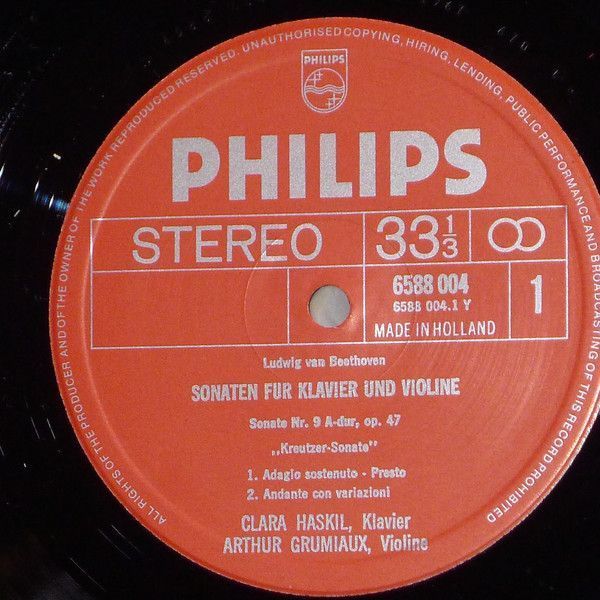 ALL RIGHTS OF THE PRODUCER AND OF THE OWNER OF THE WORK REPRODUCED RESERVED. UNAUTHORISED COPYING, HIRING, LENDING, PUBLIC PERFORMANCE AND BROADCASTING OF THIS RECORD PROHIBITED
PHILIPS
PHILIPS
STEREO 33 1/3
6588 004
6588 004.1 Y
1
MADE IN HOLLAND
Ludwig van Beethoven
SONATEN FÜR KLAVIER UND VIOLINE
Sonate Nr. 9 A-dur, op. 47
„Kreutzer-Sonate"
1. Adagio sostenuto - Presto
2. Andante con variazioni
CLARA HASKIL, Klavier
ARTHUR GRUMIAUX, Violine